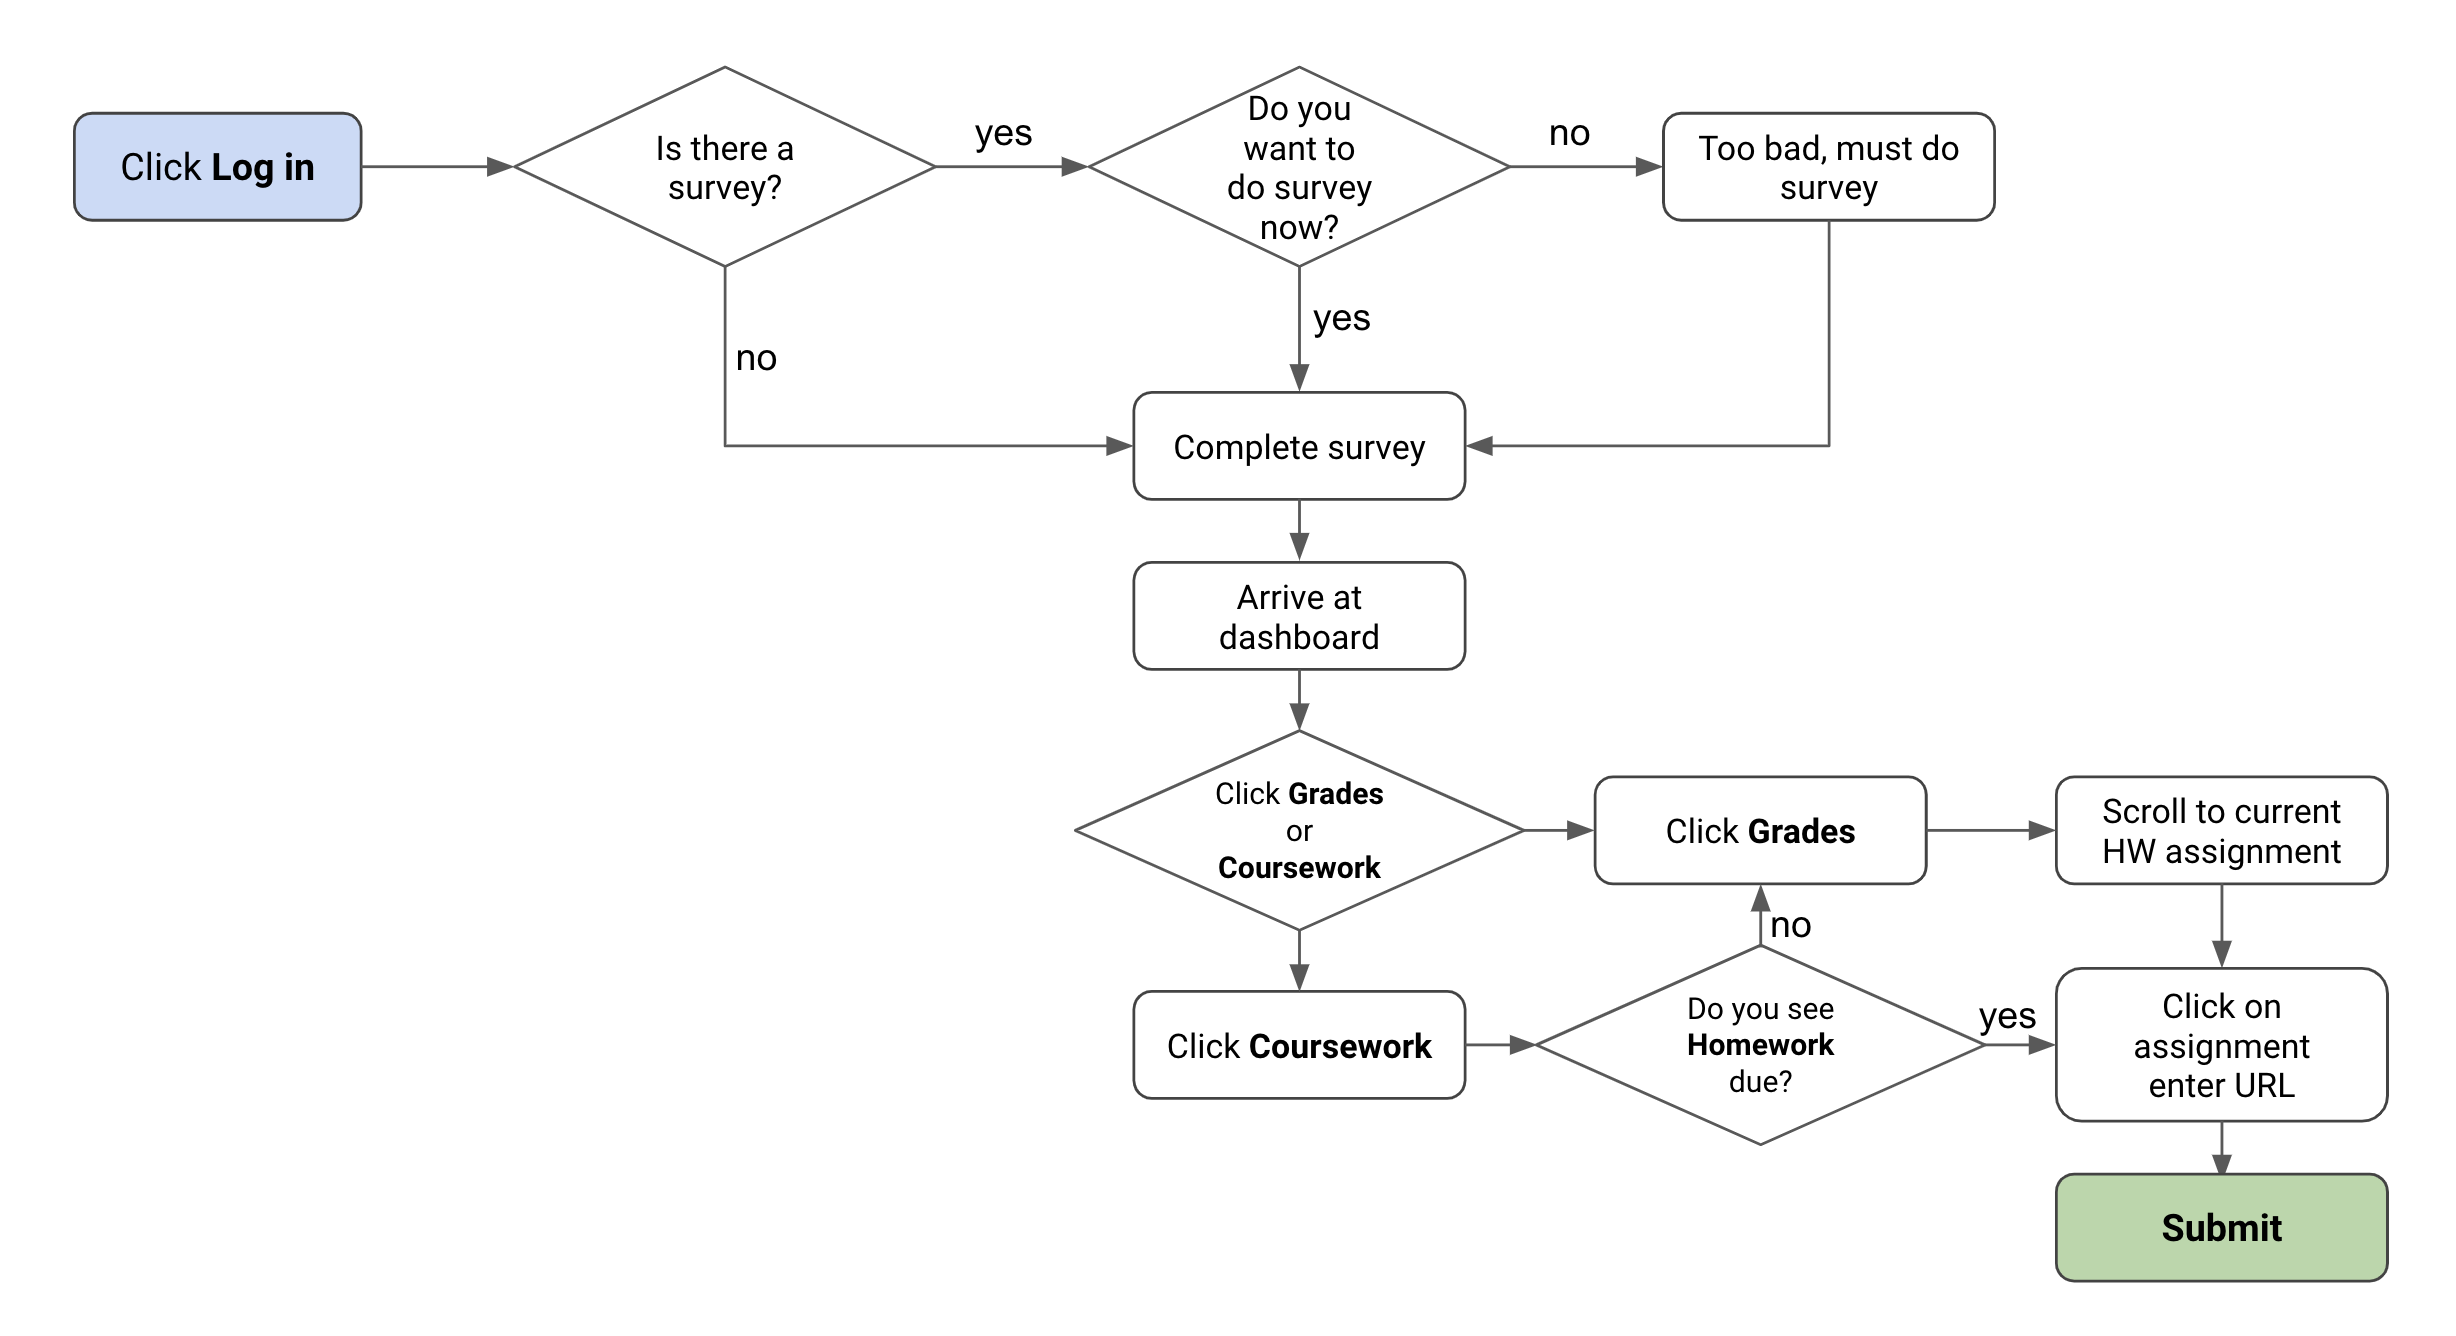 Click Log in
Is there a
survey?
yes
Do you
want to
do survey
now?
no
Too bad, must do
survey
no
yes
Complete survey
Arrive at
dashboard
Click Grades
or
Coursework
Click Grades
Scroll to current
HW assignment
no
Click Coursework
Do you see
Homework
due?
yes
Click on
assignment
enter URL
Submit